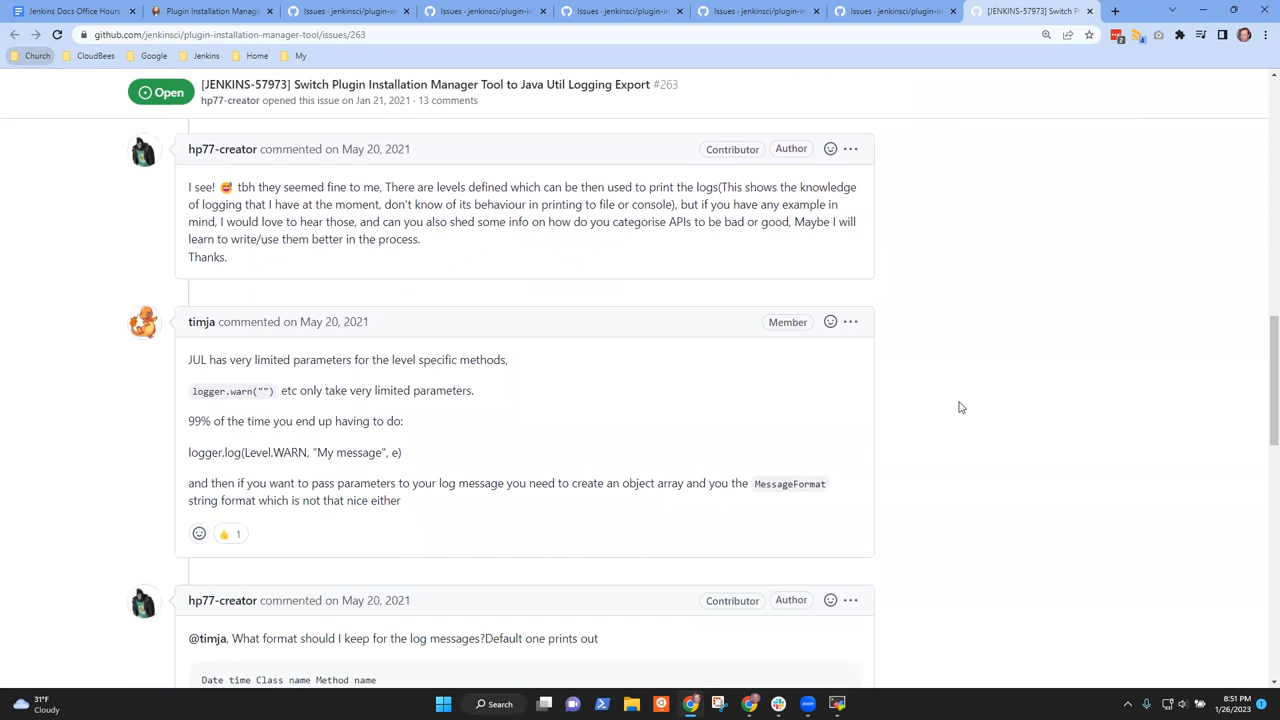 Jenkins Docs Office Hours
Plugin Installation Manage
Issues · jenkinsci/plugin-in
Issues · jenkinsci/plugin-in
Issues · jenkinsci/plugin-in
Issues · jenkinsci/plugin-in
Issues · jenkinsci/plugin-in
[JENKINS-57973] Switch Pl
github.com/jenkinsci/plugin-installation-manager-tool/issues/263
Church
CloudBees
Google
Jenkins
Home
My
Open
[JENKINS-57973] Switch Plugin Installation Manager Tool to Java Util Logging Export #263
hp77-creator opened this issue on Jan 21, 2021 · 13 comments
hp77-creator commented on May 20, 2021
Contributor
Author
I see! 😅 tbh they seemed fine to me, There are levels defined which can be then used to print the logs(This shows the knowledge
of logging that I have at the moment, don't know of its behaviour in printing to file or console), but if you have any example in
mind, I would love to hear those, and can you also shed some info on how do you categorise APIs to be bad or good, Maybe I will
learn to write/use them better in the process.
Thanks.
timja commented on May 20, 2021
Member
JUL has very limited parameters for the level specific methods,
logger.warn("") etc only take very limited parameters.
99% of the time you end up having to do:
logger.log(Level.WARN, "My message", e)
and then if you want to pass parameters to your log message you need to create an object array and you the MessageFormat
string format which is not that nice either
👍 1
hp77-creator commented on May 20, 2021
Contributor
Author
@timja, What format should I keep for the log messages?Default one prints out
Date time Class name Method name
31°F
Cloudy
Search
8:51 PM
1/26/2023